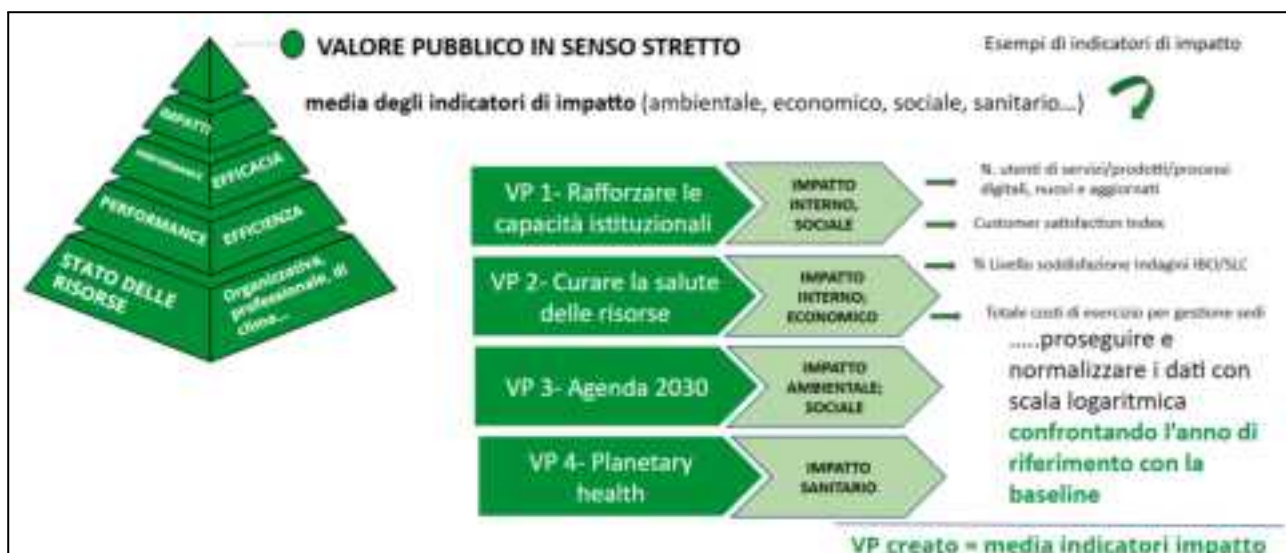 VALORE PUBBLICO IN SENSO STRETTO
Esempi di indicatori di impatto
media degli indicatori di impatto (ambientale, economico, sociale, sanitario...)
IMPATTI
EFFICACIA
PERFORMANCE
EFFICIENZA
STATO DELLE
RISORSE
Organizzativa,
professionale, di
clima...
VP 1- Rafforzare le
capacità istituzionali
IMPATTO
INTERNO,
SOCIALE
N. utenti di servizi/prodotti/processi
digitali, nuovi e aggiornati
Customer satisfaction Index
VP 2- Curare la salute
delle risorse
IMPATTO
INTERNO;
ECONOMICO
% Livello soddisfazione Indagini
Totale costi di esercizio per gestione sedi
VP 3- Agenda 2030
IMPATTO
AMBIENTALE;
SOCIALE
VP 4- Planetary
health
IMPATTO
SANITARIO
.....proseguire e
normalizzare i dati con
scala logaritmica
confrontando l'anno di
riferimento con la
baseline
VP creato = media indicatori impatto